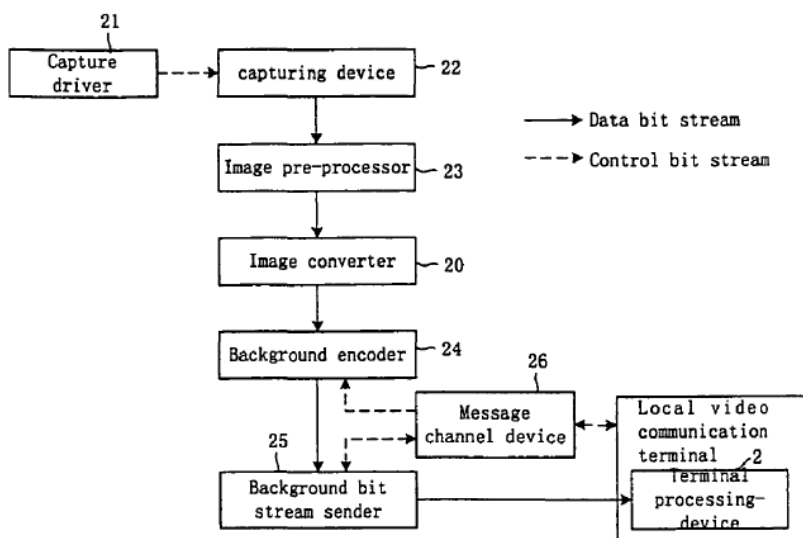 21
Capture
driver
capturing device
22
Data bit stream
Control bit stream
Image pre-processor
23
Image converter
20
Background encoder
24
26
Message
channel device
Local video
communication
terminal
2
Terminal
processing-
device
25
Background bit
stream sender